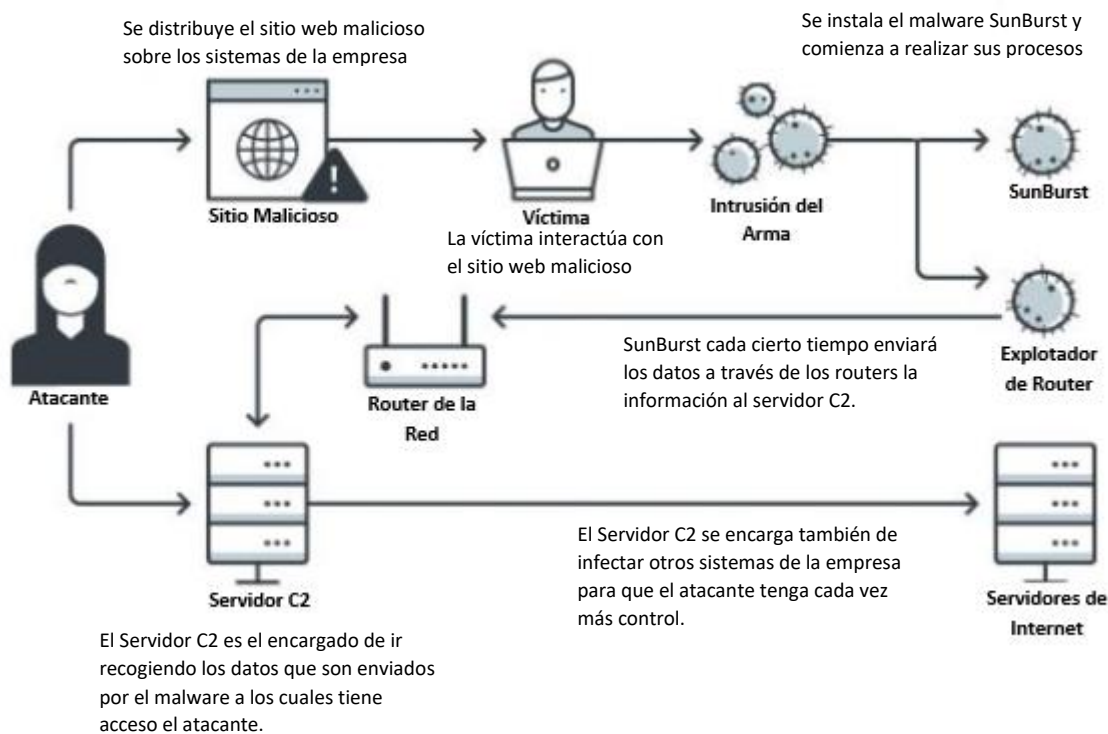 Se distribuye el sitio web malicioso
sobre los sistemas de la empresa
Se instala el malware SunBurst y
comienza a realizar sus procesos
Sitio Malicioso
Víctima
Intrusión del
Arma
SunBurst
La víctima interactúa con
el sitio web malicioso
Atacante
Router de la
Red
SunBurst cada cierto tiempo enviará
los datos a través de los routers la
información al servidor C2.
Explotador
de Router
Servidor C2
El Servidor C2 se encarga también de
infectar otros sistemas de la empresa
para que el atacante tenga cada vez
más control.
Servidores de
Internet
El Servidor C2 es el encargado de ir
recogiendo los datos que son enviados
por el malware a los cuales tiene
acceso el atacante.